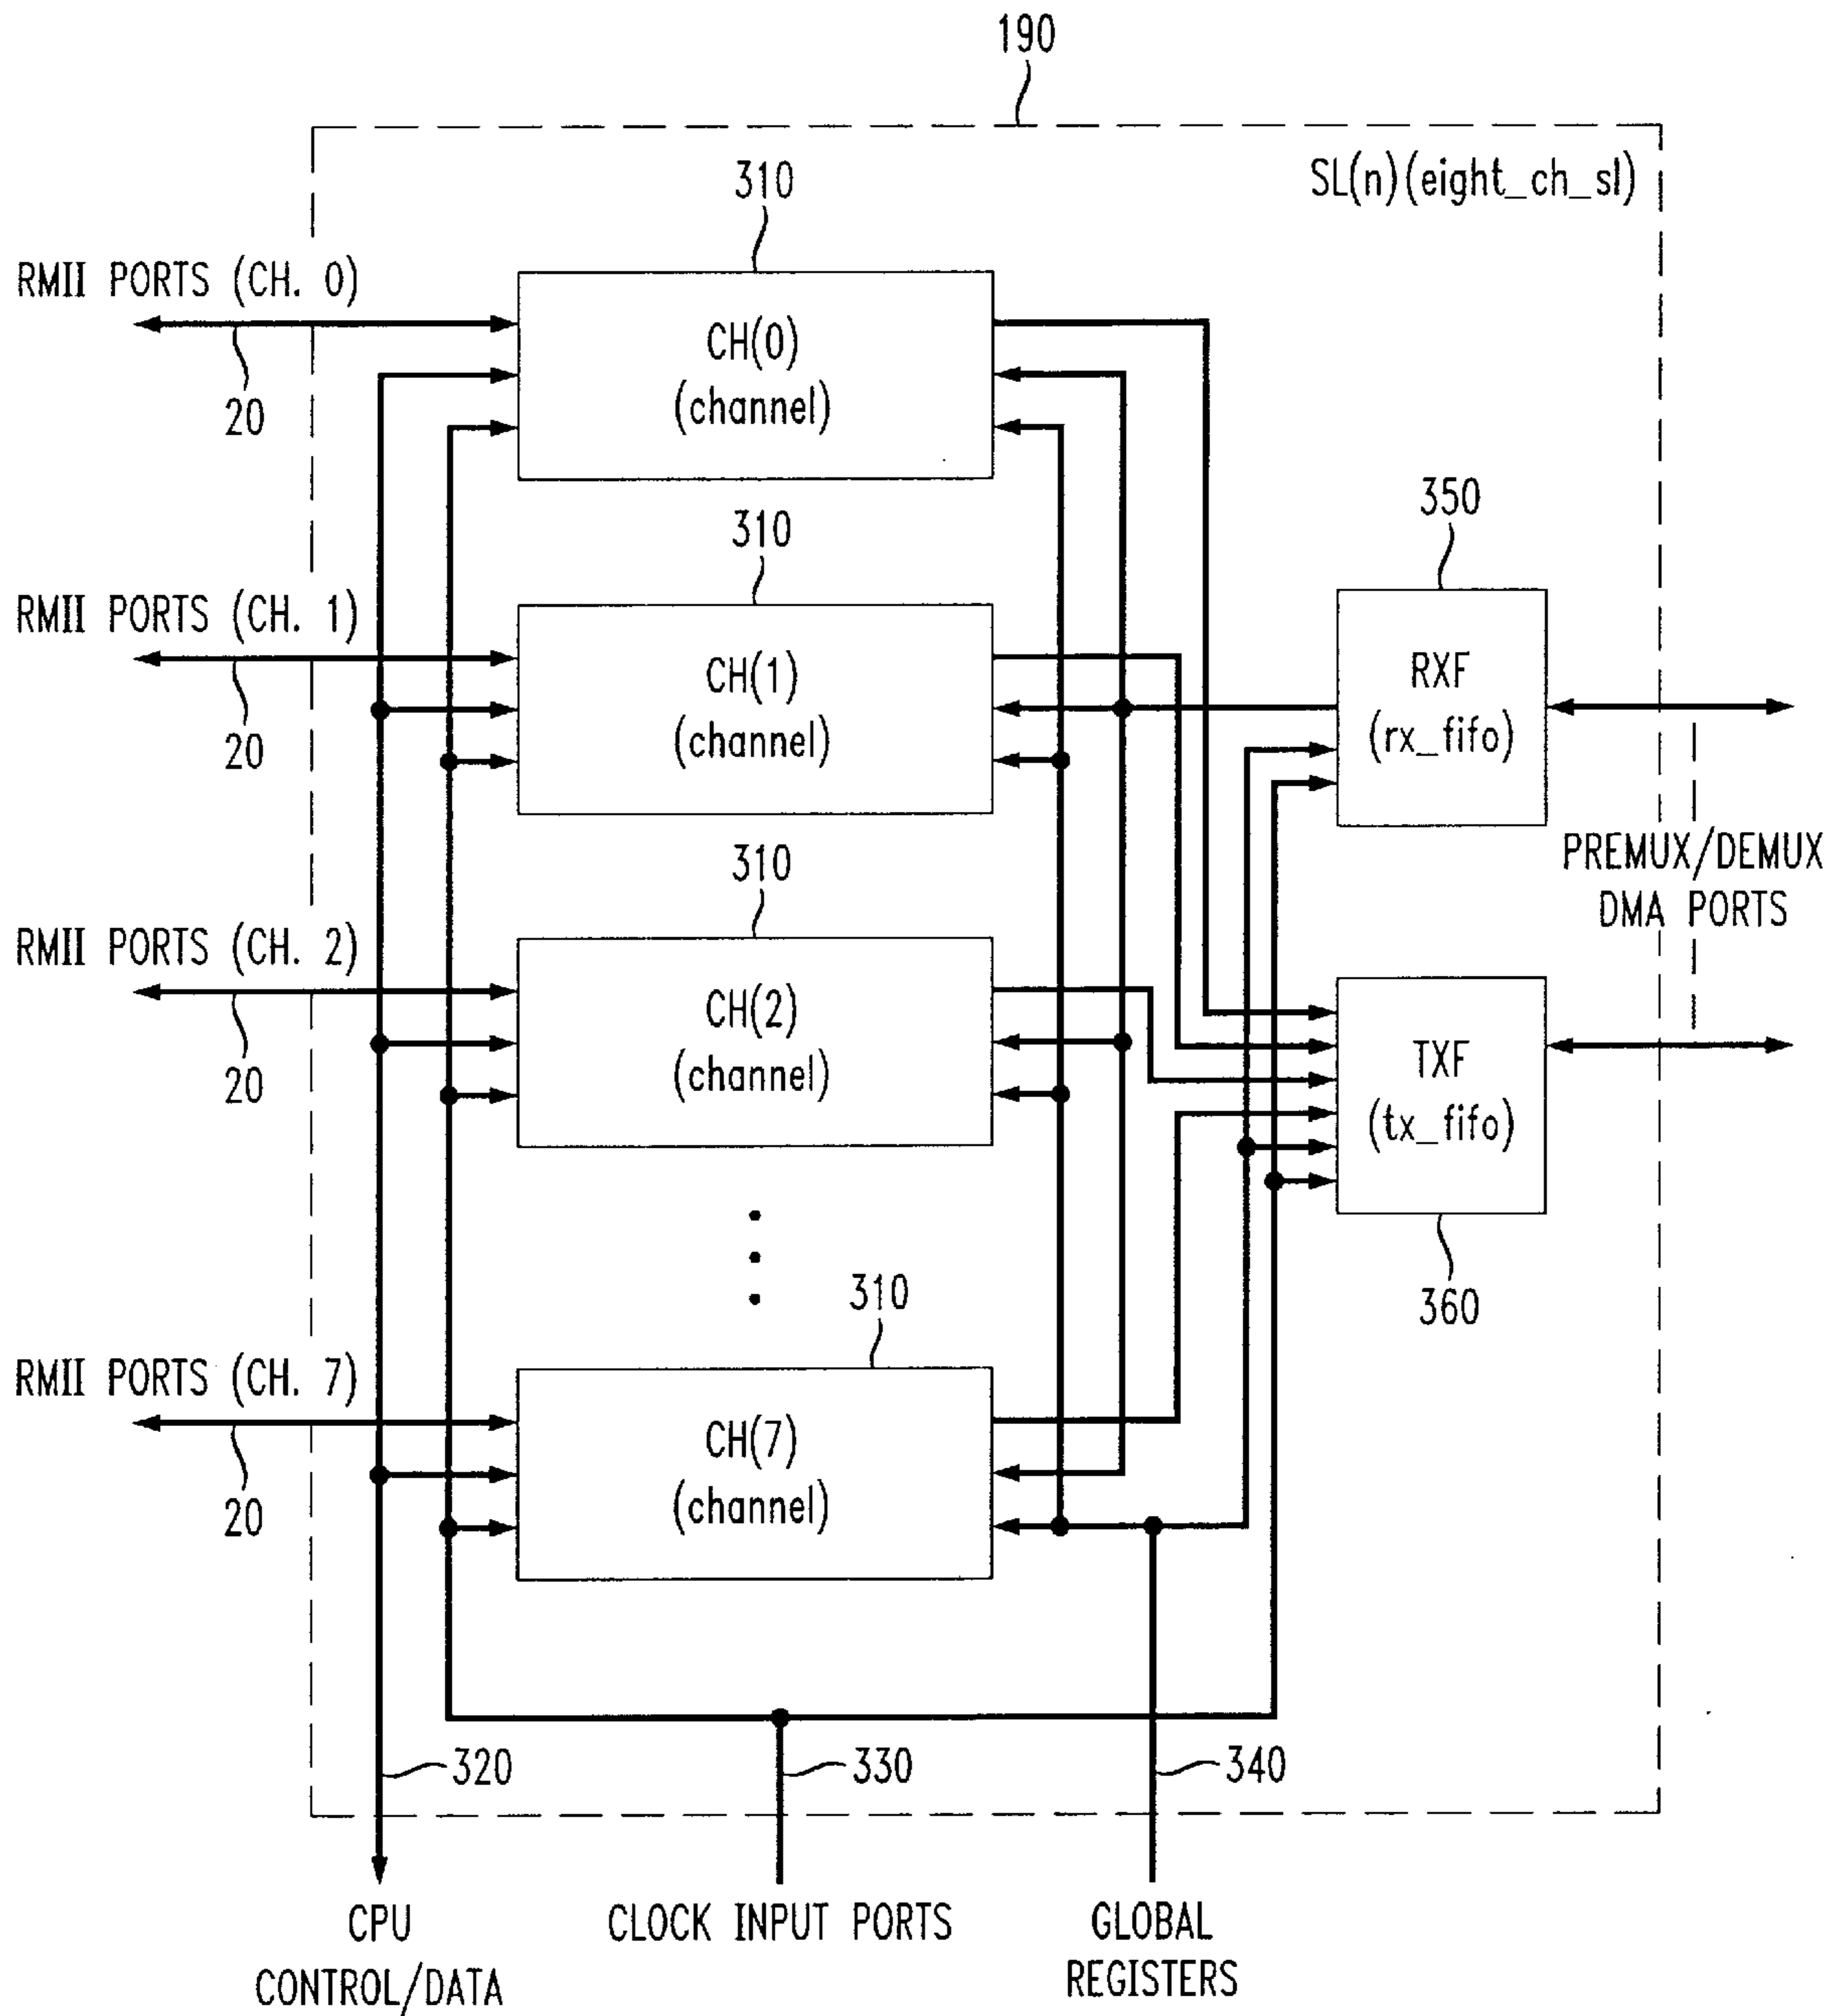 190
SL(n)(eight_ch_sl)
310
RMII PORTS (CH. 0)
20
CH(0)
(channel)
310
RMII PORTS (CH. 1)
20
CH(1)
(channel)
350
RXF
(rx_fifo)
PREMUX/DEMUX
DMA PORTS
310
RMII PORTS (CH. 2)
20
CH(2)
(channel)
TXF
(tx_fifo)
360
310
RMII PORTS (CH. 7)
20
CH(7)
(channel)
320
330
340
CPU
CONTROL/DATA
CLOCK INPUT PORTS
GLOBAL
REGISTERS